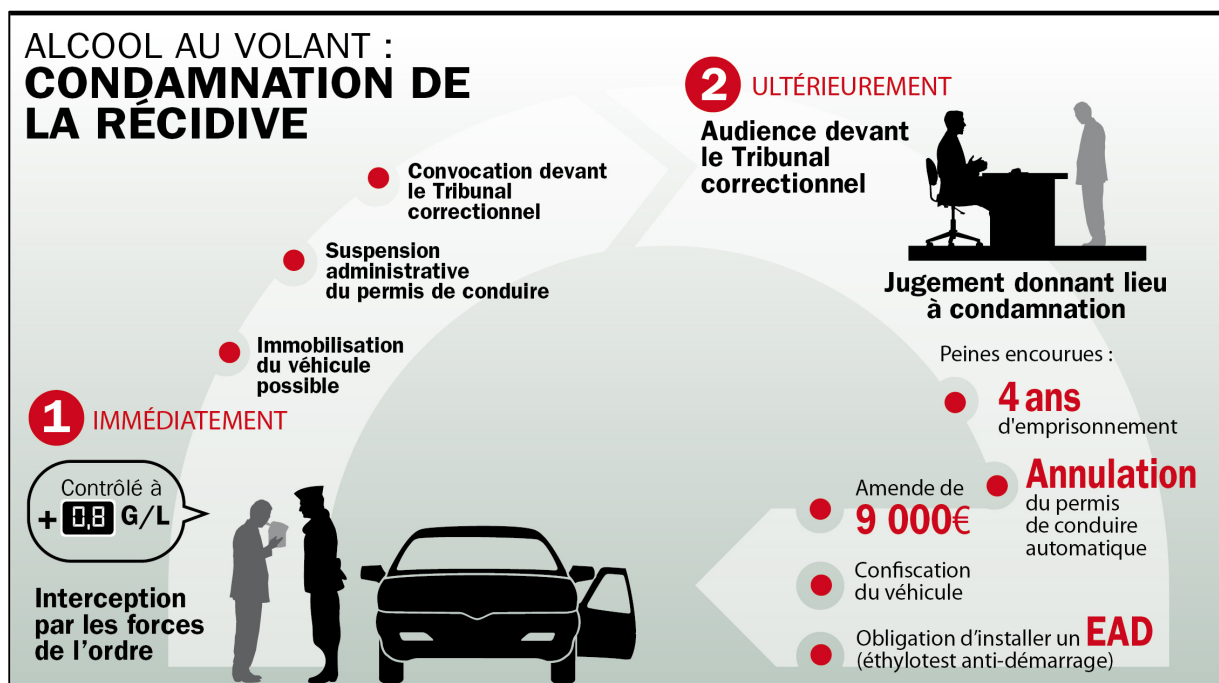 ALCOOL AU VOLANT :
CONDAMNATION DE
LA RÉCIDIVE
1 IMMÉDIATEMENT
Contrôlé à
+ 0,8 G/L
Interception
par les forces
de l'ordre
Immobilisation
du véhicule
possible
Suspension
administrative
du permis de conduire
Convocation devant
le Tribunal
correctionnel
2 ULTÉRIEUREMENT
Audience devant
le Tribunal
correctionnel
Jugement donnant lieu
à condamnation
Peines encourues :
4 ans
d'emprisonnement
Annulation
du permis
de conduire
automatique
Amende de
9 000€
Confiscation
du véhicule
Obligation d'installer un EAD
(éthylotest anti-démarrage)